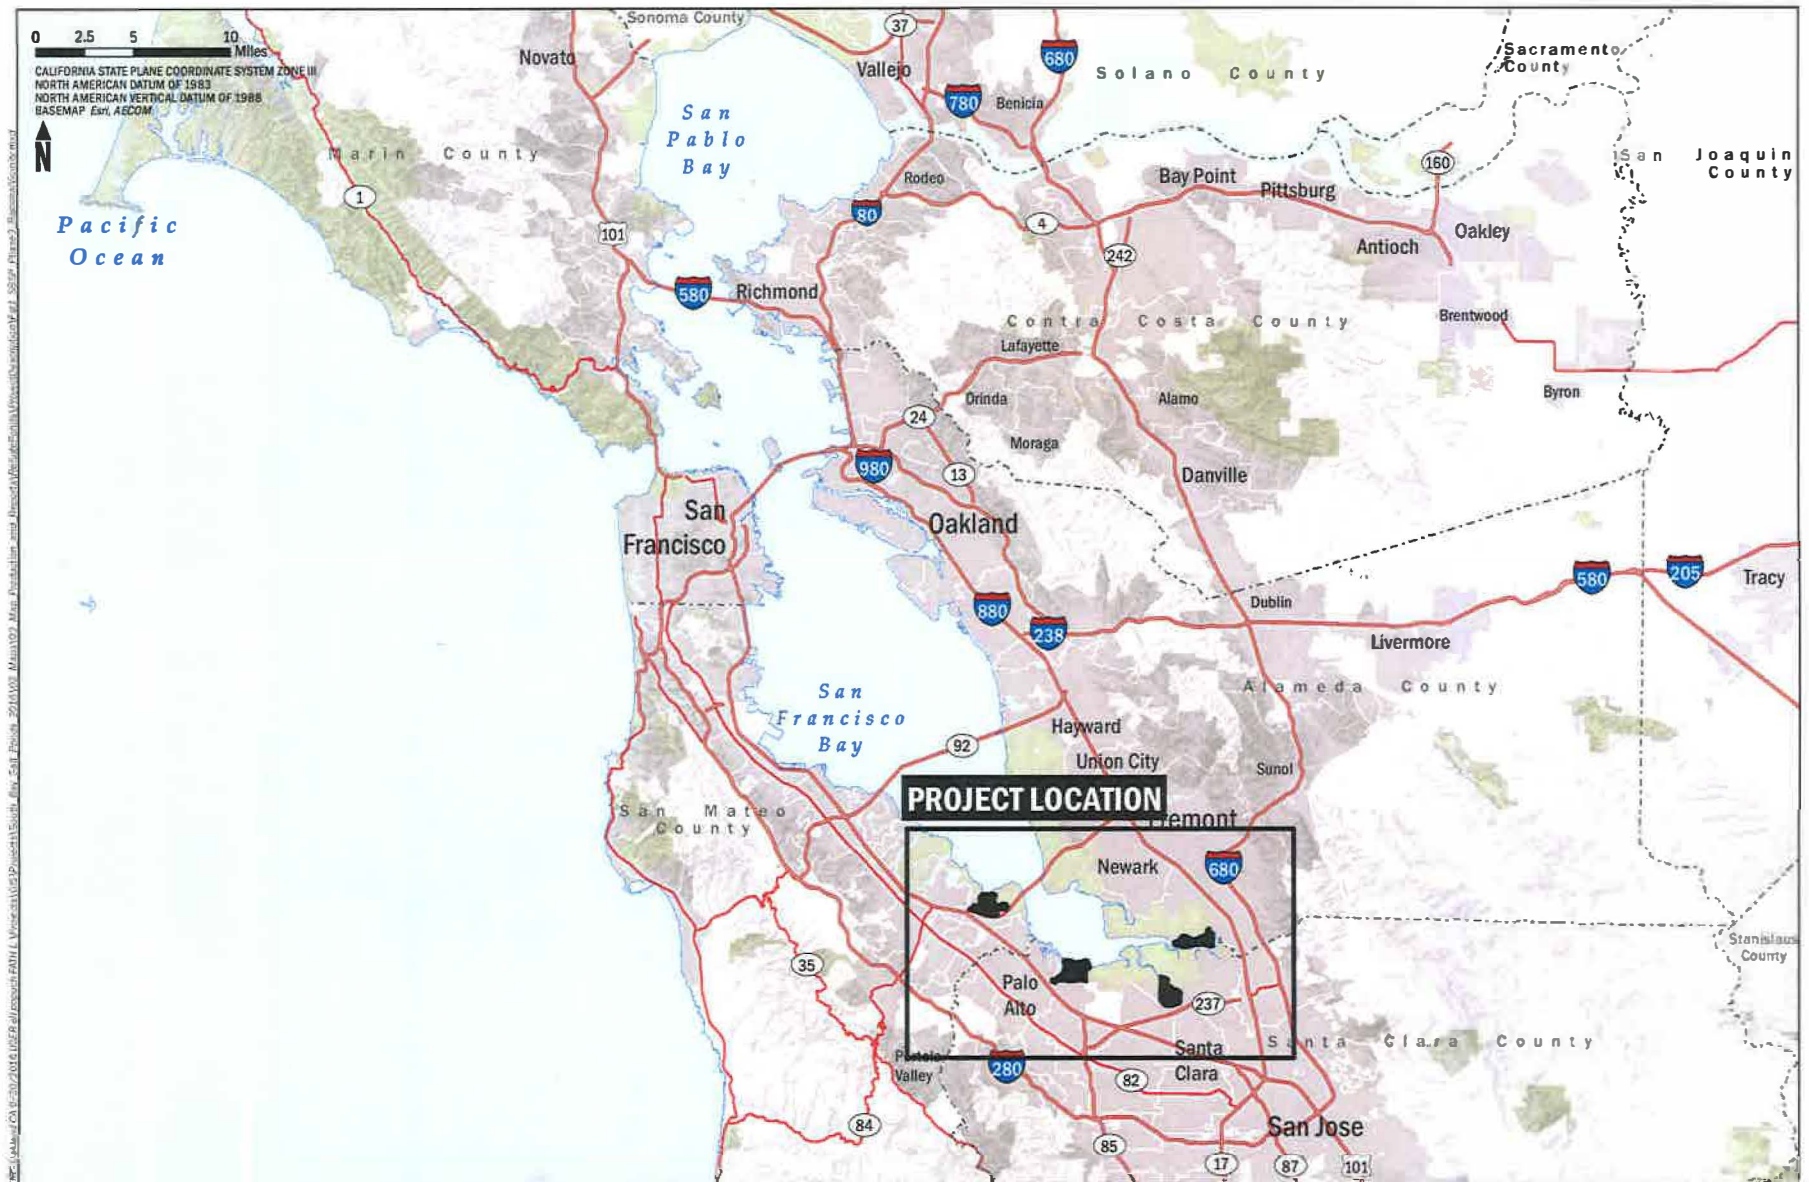 Sonoma County
37
0 2.5 5 10
Miles
CALIFORNIA STATE PLANE COORDINATE SYSTEM ZONE III
NORTH AMERICAN DATUM OF 1983
NORTH AMERICAN VERTICAL DATUM OF 1988
BASEMAP Esri, AECOM
N
Novato
Vallejo
680
Solano County
Sacramento
County
780
Benicia
San
Pablo
Bay
Marin County
160
San Joaquin
County
Rodeo
Bay Point
Pittsburg
1
80
4
Pacific
Ocean
101
242
Antioch
Oakley
580
Richmond
Contra Costa County
Brentwood
Lafayette
Orinda
Alamo
Byron
24
Moraga
980
13
Danville
San
Francisco
Oakland
580
205
Tracy
880
238
Dublin
Livermore
San
Francisco
Bay
Alameda County
92
Hayward
Union City
Sunol
PROJECT LOCATION
San Mateo
County
Fremont
Newark
680
Stanislaus
County
35
Palo
Alto
237
Santa
Clara
Santa Clara County
Portola
Valley
280
82
84
San Jose
85
17
87
101